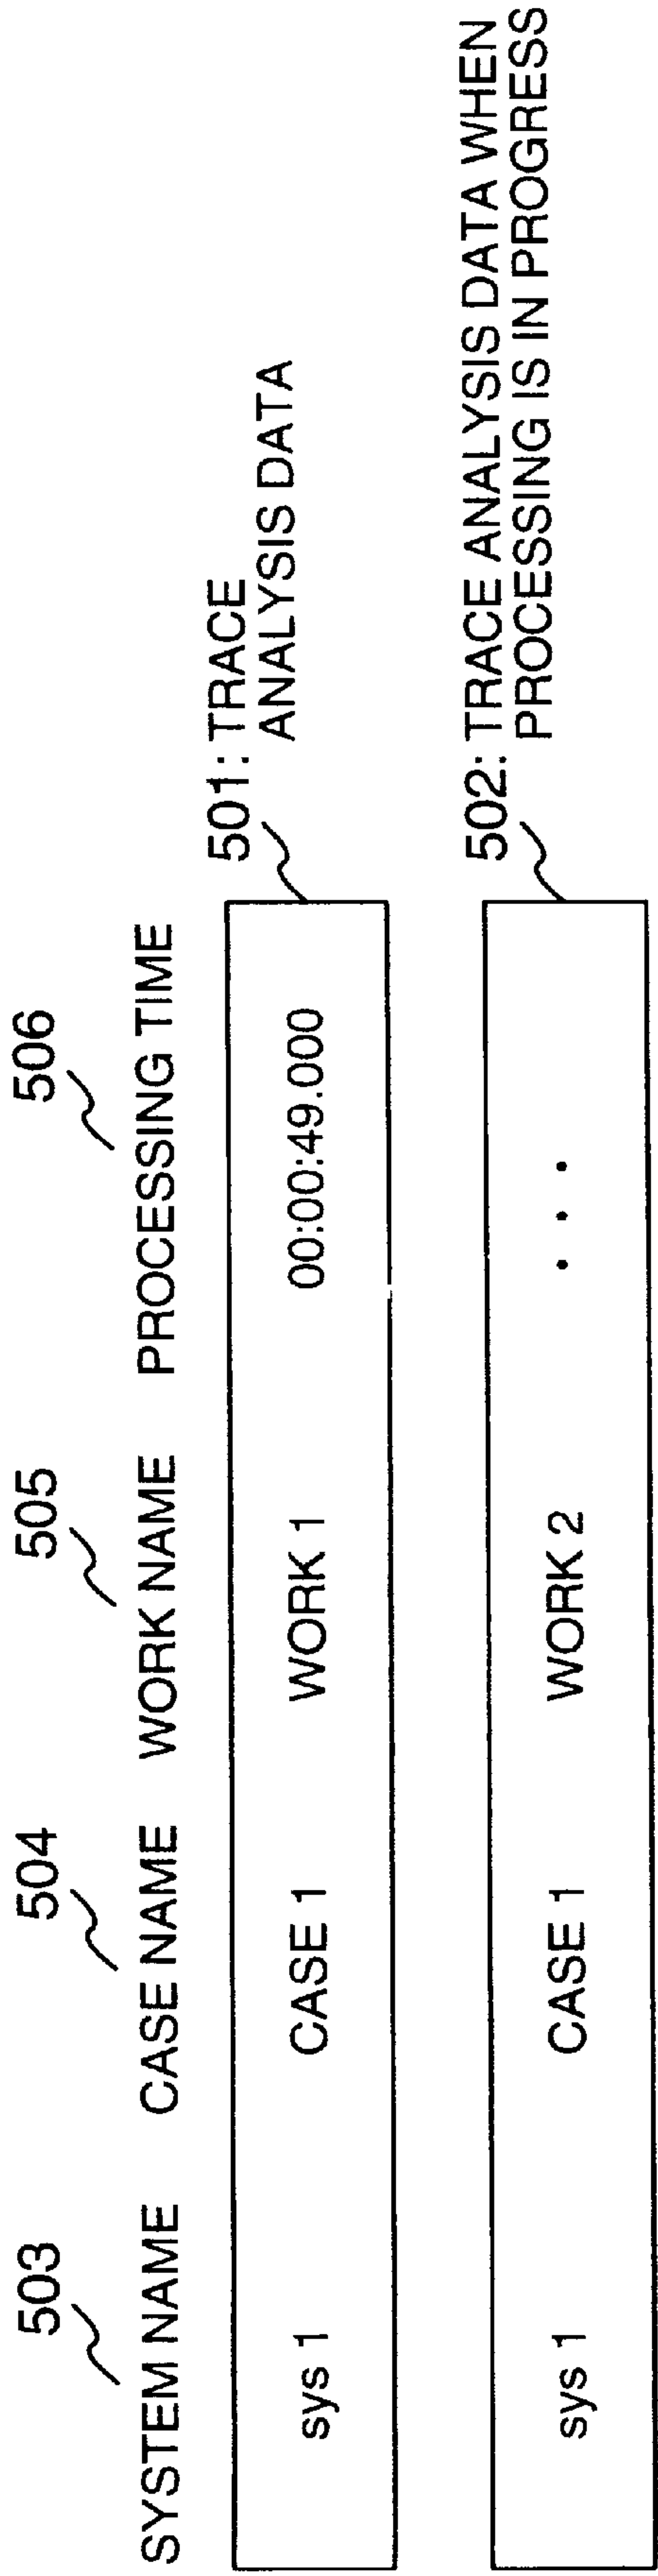 503
504
505
506
SYSTEM NAME
CASE NAME
WORK NAME
PROCESSING TIME
501: TRACE
ANALYSIS DATA
sys 1
CASE 1
WORK 1
00:00:49.000
502: TRACE ANALYSIS DATA WHEN
PROCESSING IS IN PROGRESS
sys 1
CASE 1
WORK 2
. . .